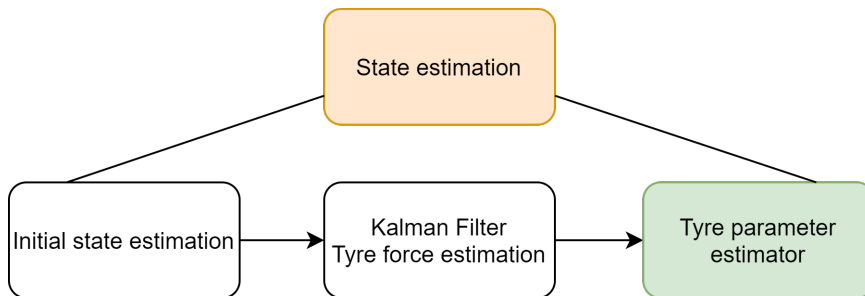 State estimation
Initial state estimation
Kalman Filter
Tyre force estimation
Tyre parameter
estimator